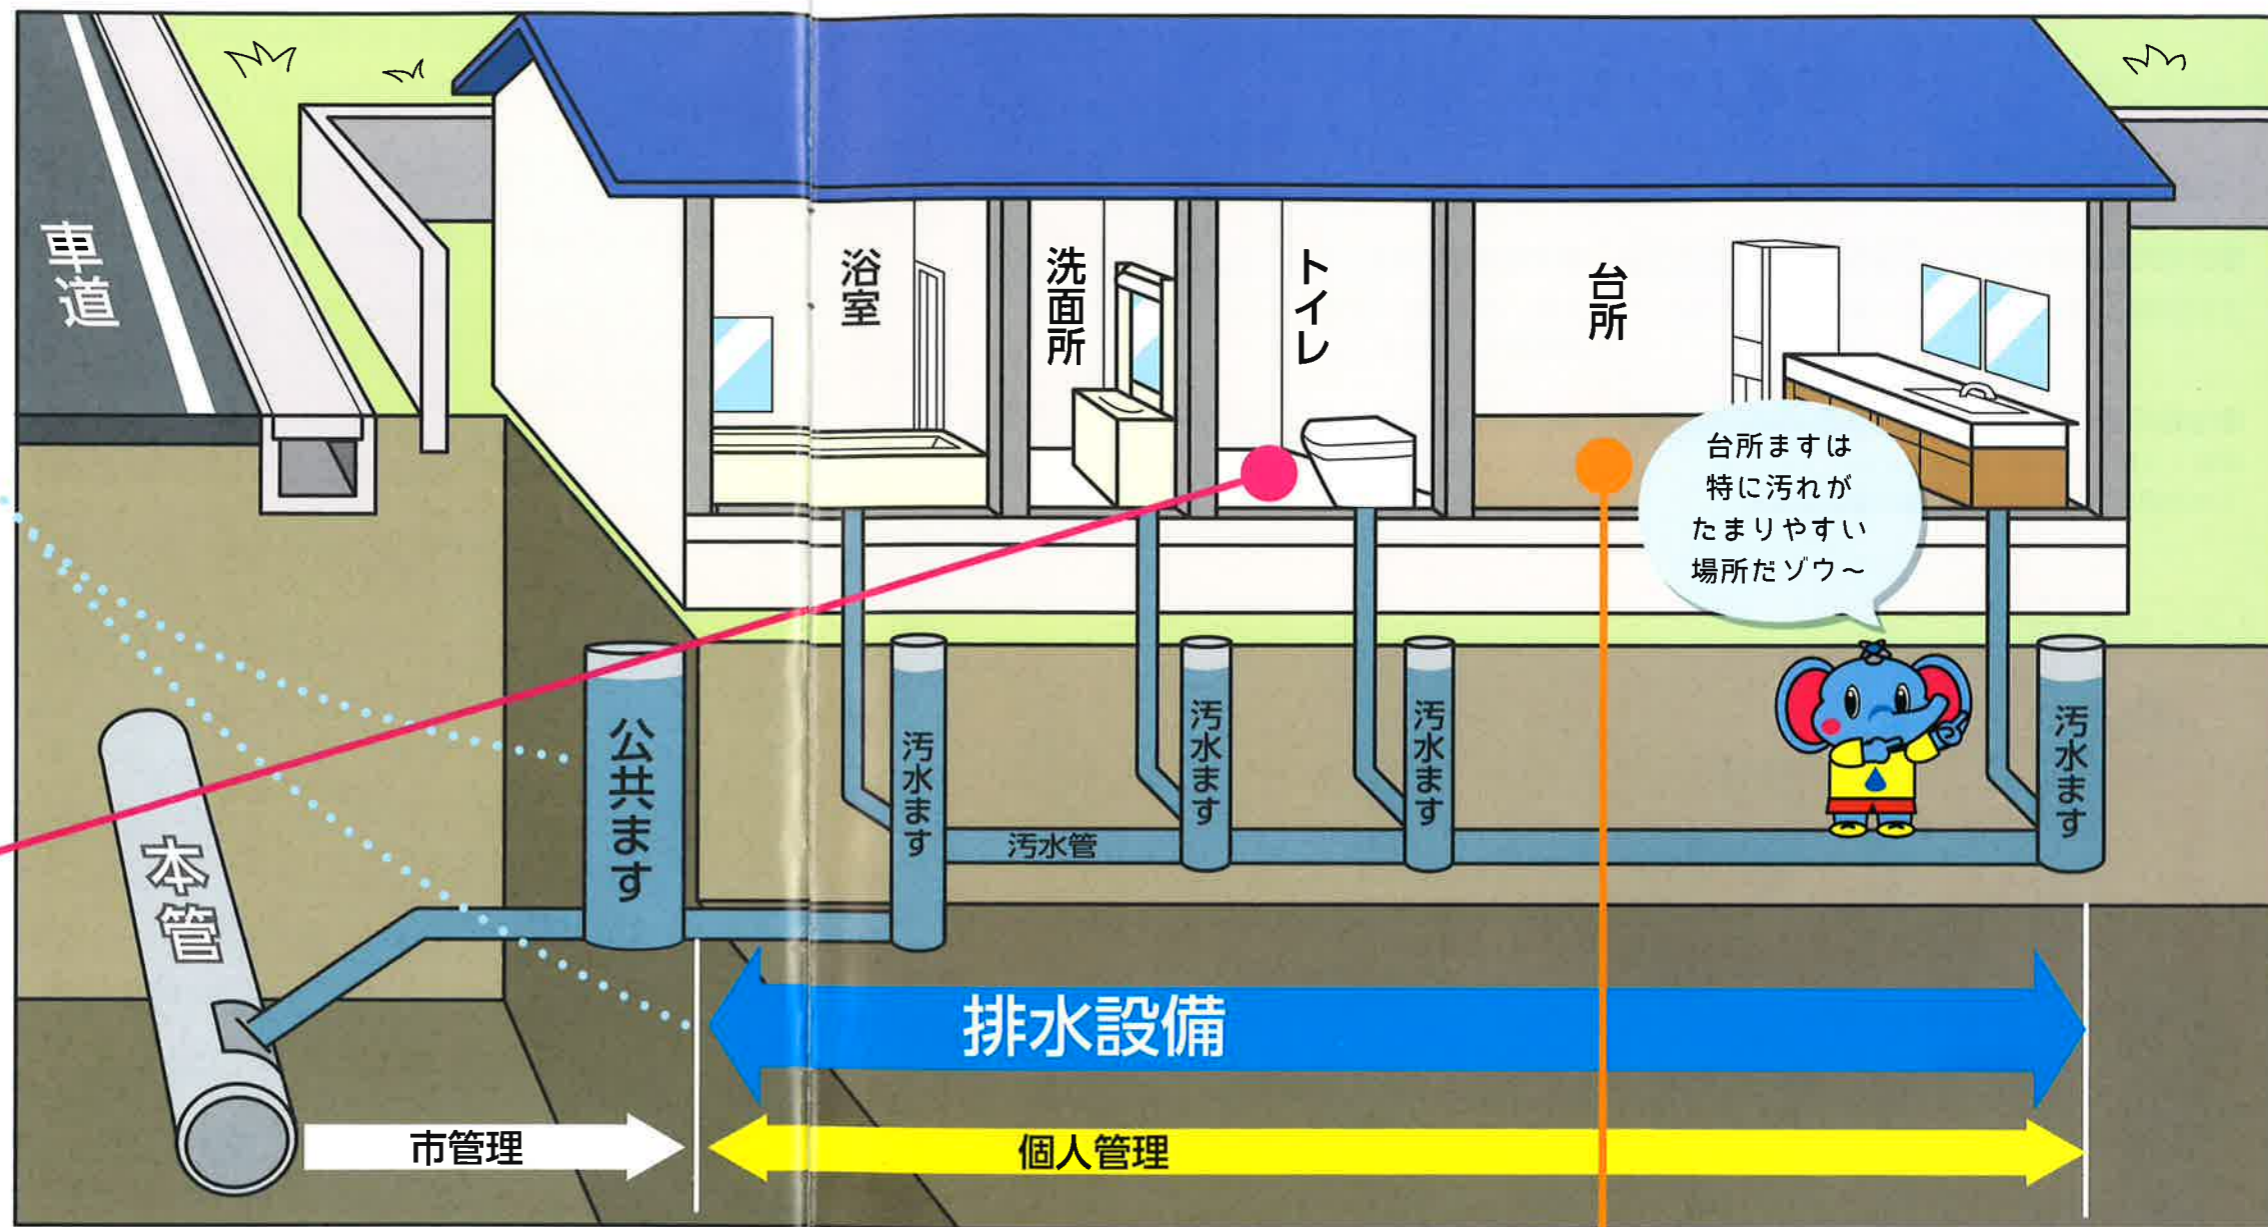 車道
浴室
洗面所
トイレ
台所
台所ますは
特に汚れが
たまりやすい
場所だゾウ～
公共ます
汚水ます
汚水ます
汚水ます
汚水ます
汚水管
本管
排水設備
市管理
個人管理